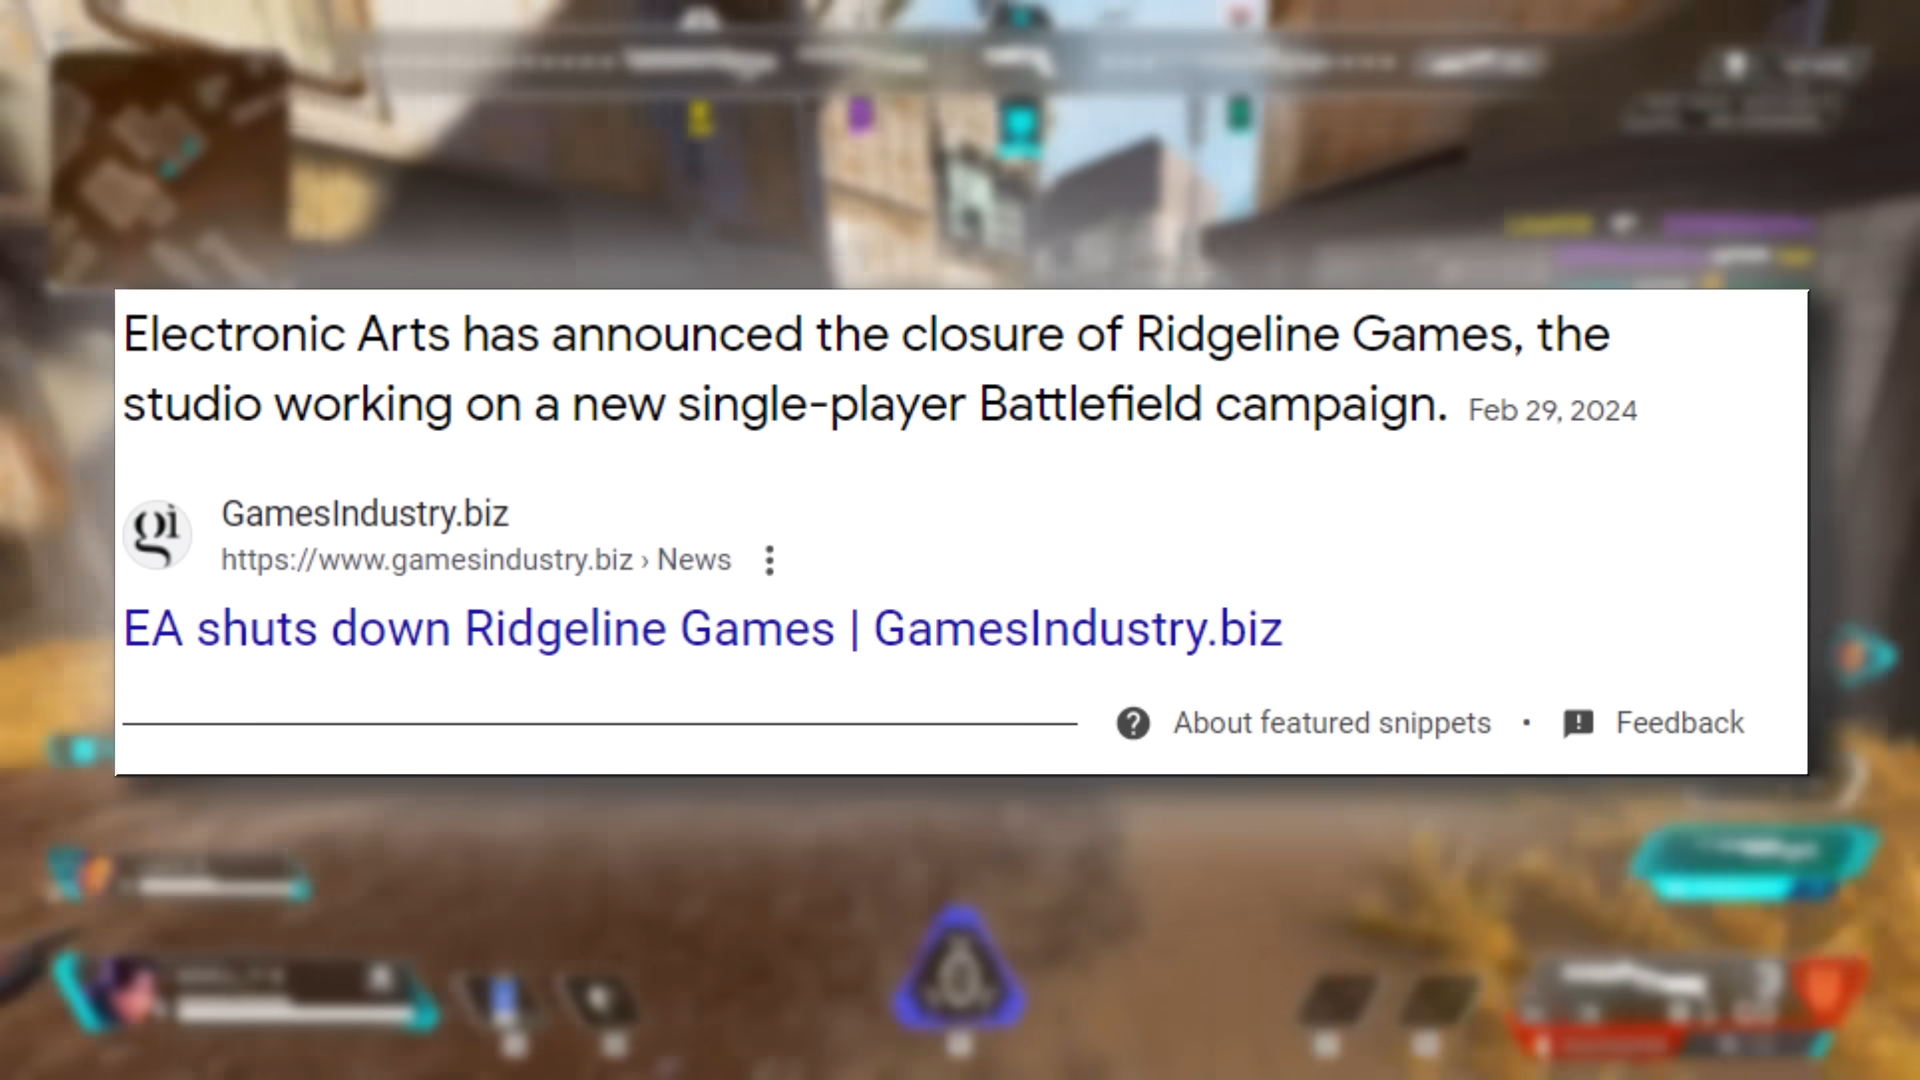 Electronic Arts has announced the closure of Ridgeline Games, the
studio working on a new single-player Battlefield campaign. Feb 29, 2024
gi
GamesIndustry.biz
https://www.gamesindustry.biz › News
EA shuts down Ridgeline Games | GamesIndustry.biz
About featured snippets • Feedback